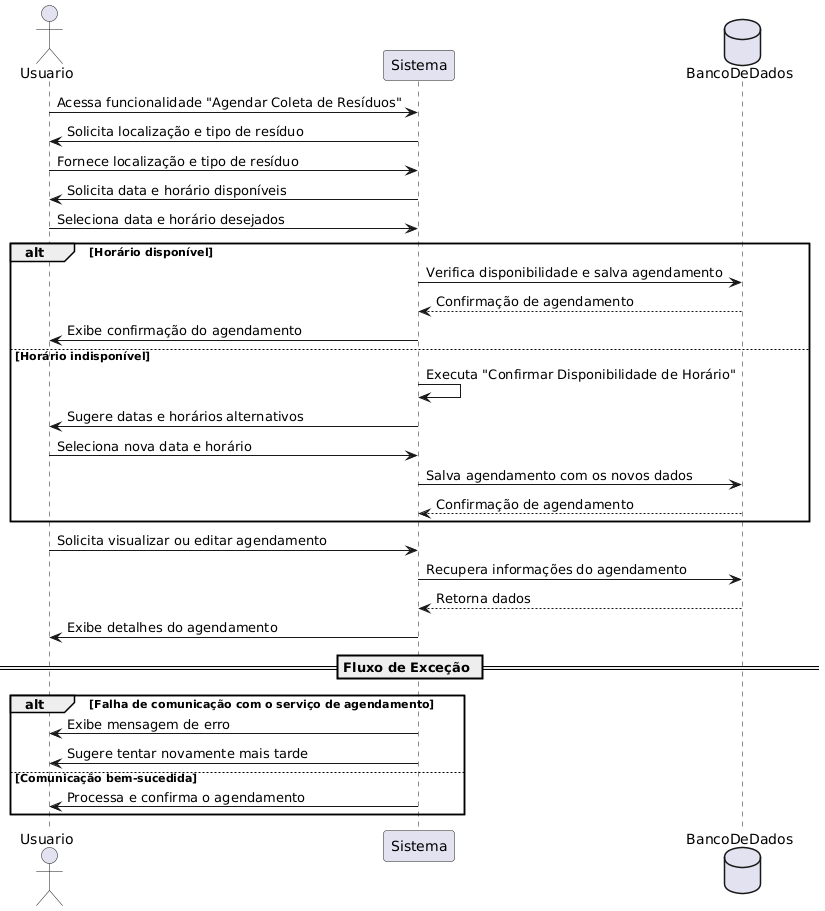 Usuario
Sistema
BancoDeDados
Acessa funcionalidade "Agendar Coleta de Resíduos"
Solicita localização e tipo de resíduo
Fornece localização e tipo de resíduo
Solicita data e horário disponíveis
Seleciona data e horário desejados
alt [Horário disponível]
Verifica disponibilidade e salva agendamento
Confirmação de agendamento
Exibe confirmação do agendamento
[Horário indisponível]
Executa "Confirmar Disponibilidade de Horário"
Sugere datas e horários alternativos
Seleciona nova data e horário
Salva agendamento com os novos dados
Confirmação de agendamento
Solicita visualizar ou editar agendamento
Recupera informações do agendamento
Retorna dados
Exibe detalhes do agendamento
Fluxo de Exceção
alt [Falha de comunicação com o serviço de agendamento]
Exibe mensagem de erro
Sugere tentar novamente mais tarde
[Comunicação bem-sucedida]
Processa e confirma o agendamento
Usuario
Sistema
BancoDeDados